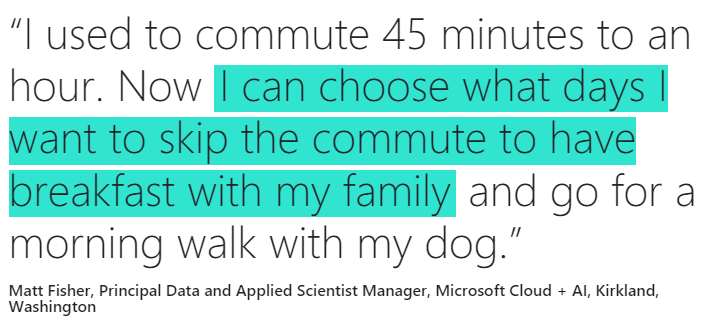 “I used to commute 45 minutes to an
hour. Now I can choose what days I
want to skip the commute to have
breakfast with my family and go for a
morning walk with my dog.”
Matt Fisher, Principal Data and Applied Scientist Manager, Microsoft Cloud + AI, Kirkland,
Washington